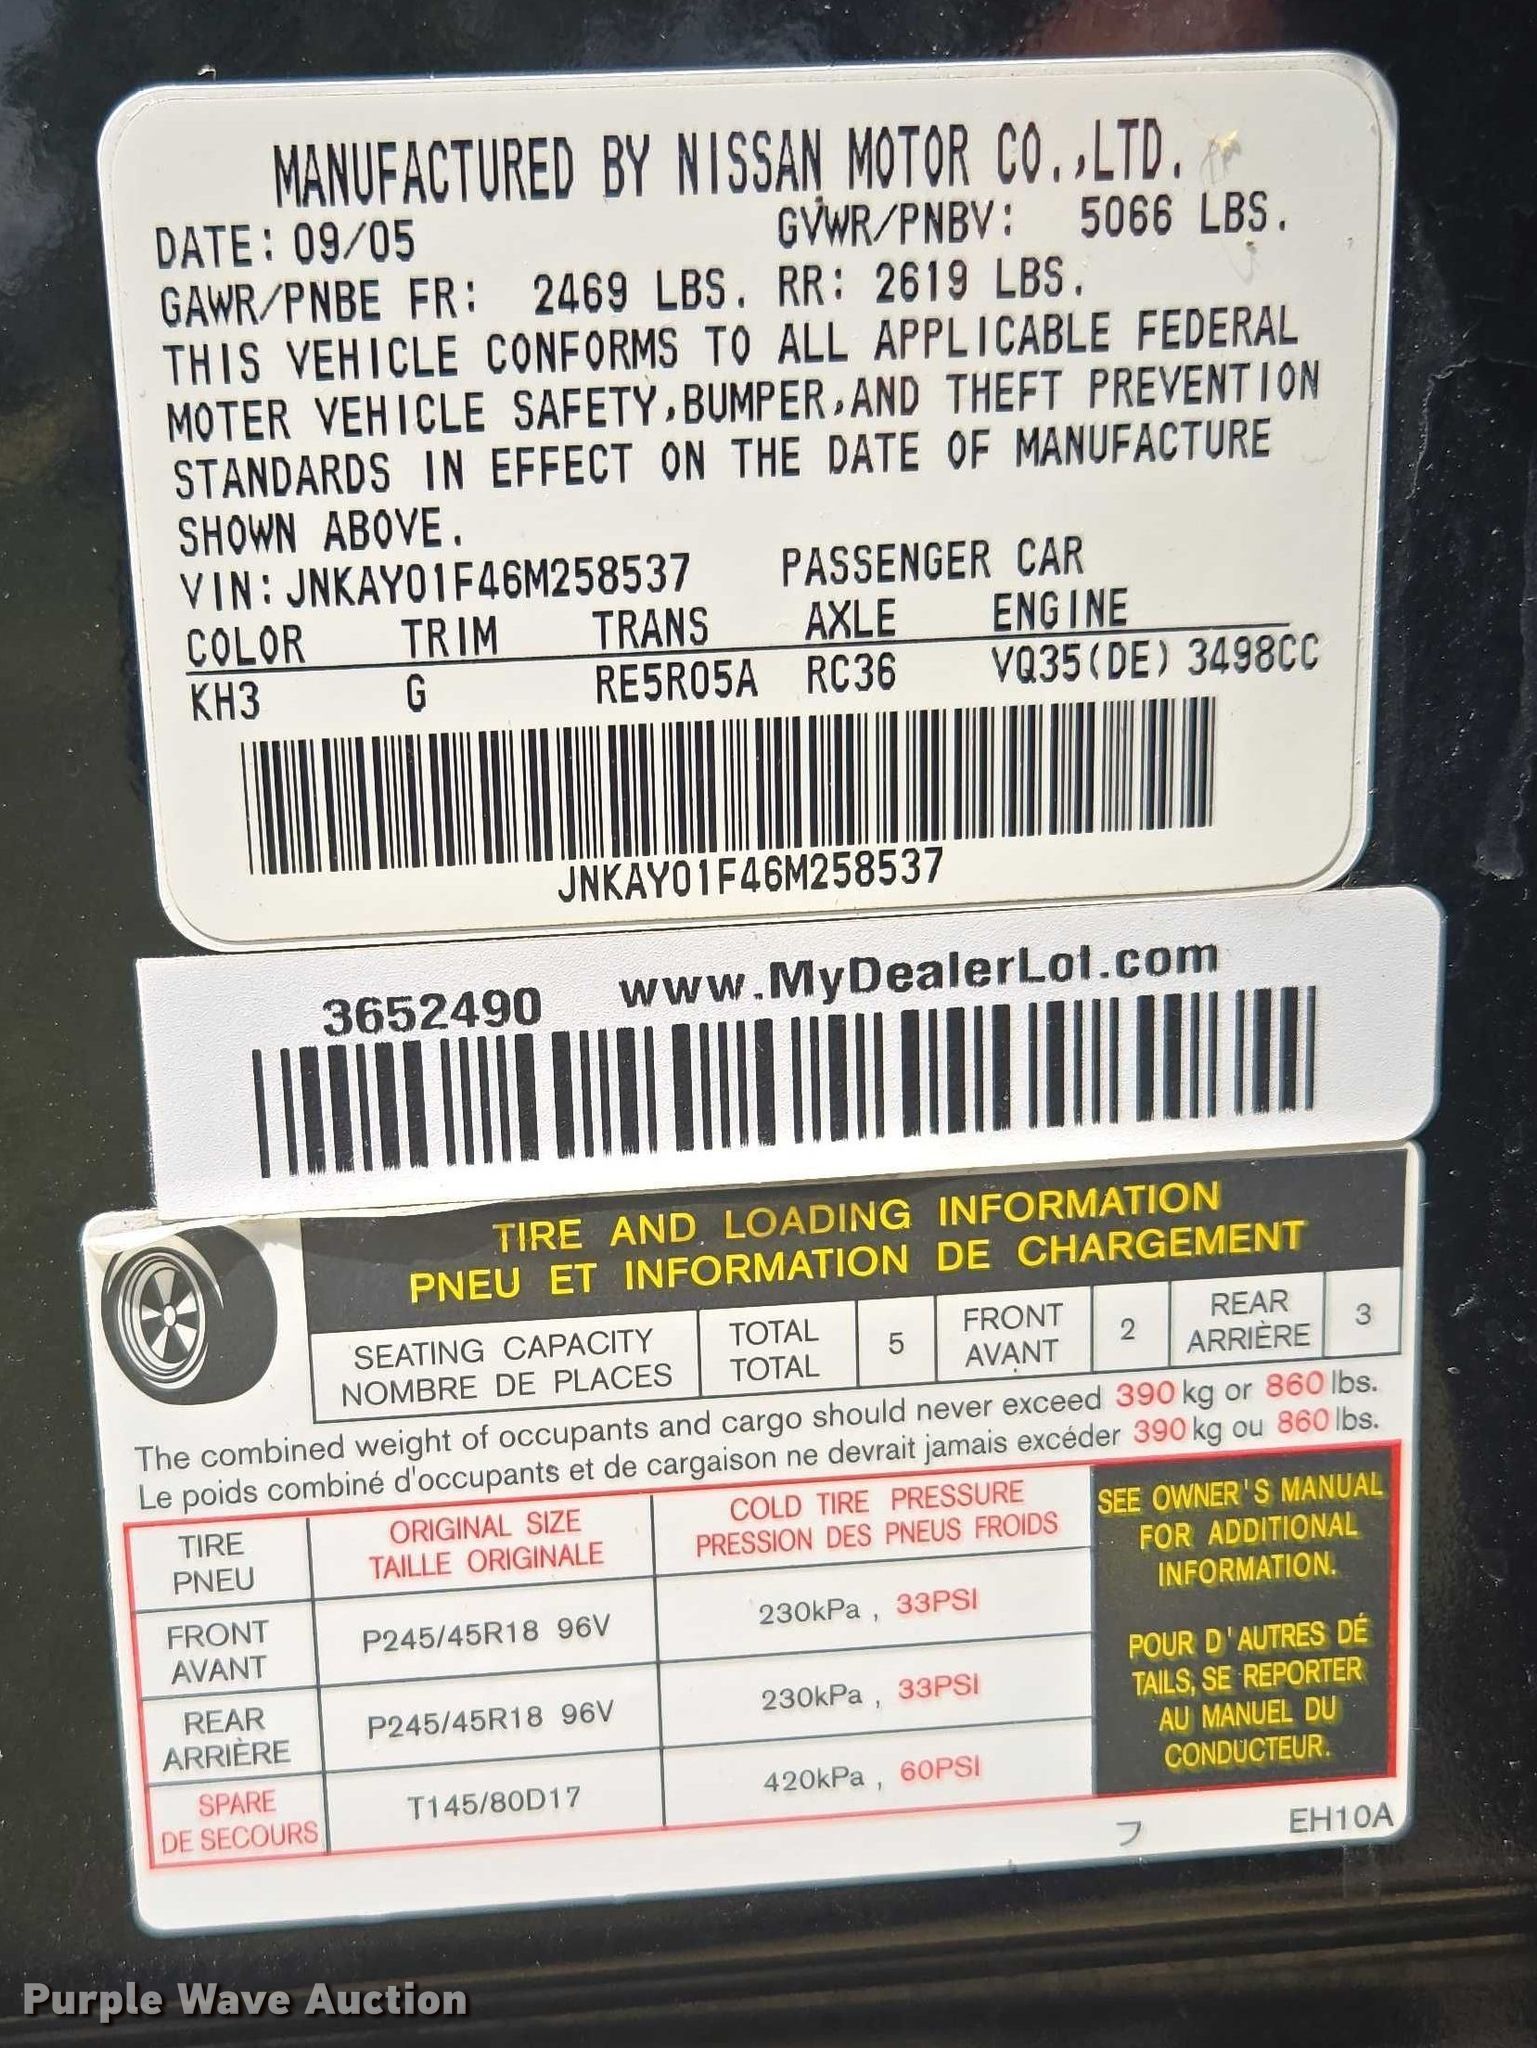 MANUFACTURED BY NISSAN MOTOR CO.,LTD.
DATE: 09/05 GVWR/PNBV: 5066 LBS.
GAWR/PNBE FR: 2469 LBS. RR: 2619 LBS.
THIS VEHICLE CONFORMS TO ALL APPLICABLE FEDERAL
MOTER VEHICLE SAFETY,BUMPER,AND THEFT PREVENTION
STANDARDS IN EFFECT ON THE DATE OF MANUFACTURE
SHOWN ABOVE.
VIN: JNKAY01F46M258537 PASSENGER CAR
COLOR TRIM TRANS AXLE ENGINE
KH3 G RE5R05A RC36 VQ35(DE) 3498CC
JNKAY01F46M258537
3652490 www.MyDealerLot.com
TIRE AND LOADING INFORMATION
PNEU ET INFORMATION DE CHARGEMENT
SEATING CAPACITY
NOMBRE DE PLACES
TOTAL
TOTAL
5
FRONT
AVANT
2
REAR
ARRIÈRE
3
The combined weight of occupants and cargo should never exceed 390 kg or 860 lbs.
Le poids combiné d'occupants et de cargaison ne devrait jamais excéder 390 kg ou 860 lbs.
TIRE
PNEU
ORIGINAL SIZE
TAILLE ORIGINALE
COLD TIRE PRESSURE
PRESSION DES PNEUS FROIDS
FRONT
AVANT
P245/45R18 96V
230kPa , 33PSI
REAR
ARRIÈRE
P245/45R18 96V
230kPa , 33PSI
SPARE
DE SECOURS
T145/80D17
420kPa , 60PSI
SEE OWNER'S MANUAL
FOR ADDITIONAL
INFORMATION.
POUR D'AUTRES DÉ
TAILS, SE REPORTER
AU MANUEL DU
CONDUCTEUR.
EH10A
Purple Wave Auction